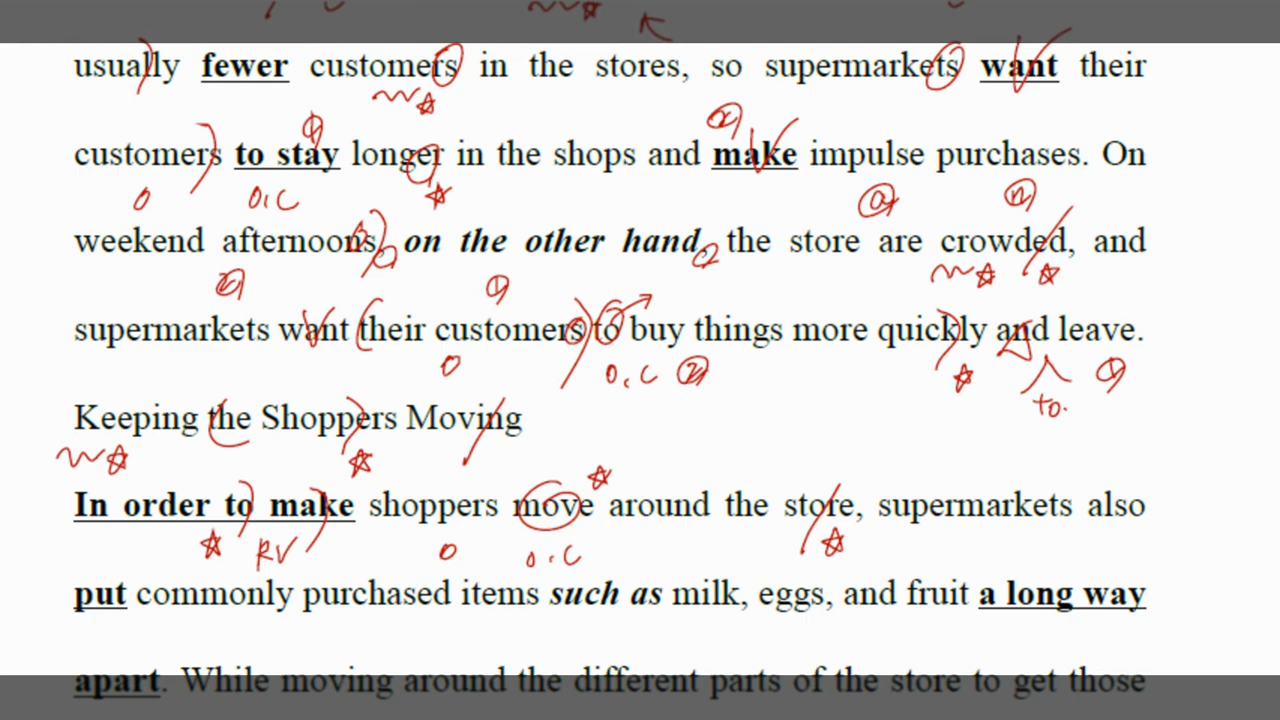 usually fewer customers in the stores, so supermarkets want their
customers to stay longer in the shops and make impulse purchases. On
O O.C
weekend afternoons, on the other hand, the store are crowded, and
supermarkets want their customers to buy things more quickly and leave.
O O.C ② ①
to.
Keeping the Shoppers Moving
In order to make shoppers move around the store, supermarkets also
RV O O.C
put commonly purchased items such as milk, eggs, and fruit a long way
apart. While moving around the different parts of the store to get those